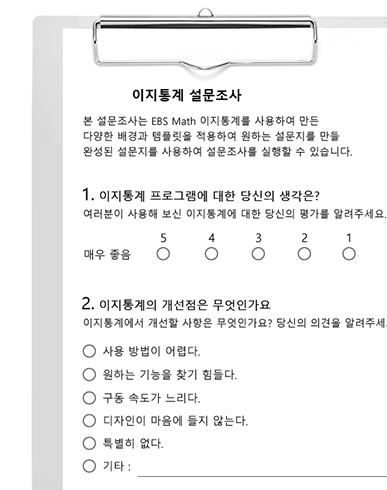 이지통계 설문조사
본 설문조사는 EBS Math 이지통계를 사용하여 만든
다양한 배경과 템플릿을 적용하여 원하는 설문지를 만들
완성된 설문지를 사용하여 설문조사를 실행할 수 있습니다.
1. 이지통계 프로그램에 대한 당신의 생각은?
여러분이 사용해 보신 이지통계에 대한 당신의 평가를 알려주세요.
5 4 3 2 1
매우 좋음
2. 이지통계의 개선점은 무엇인가요
이지통계에서 개선할 사항은 무엇인가요? 당신의 의견을 알려주세.
사용 방법이 어렵다.
원하는 기능을 찾기 힘들다.
구동 속도가 느리다.
디자인이 마음에 들지 않는다.
특별히 없다.
기타 :